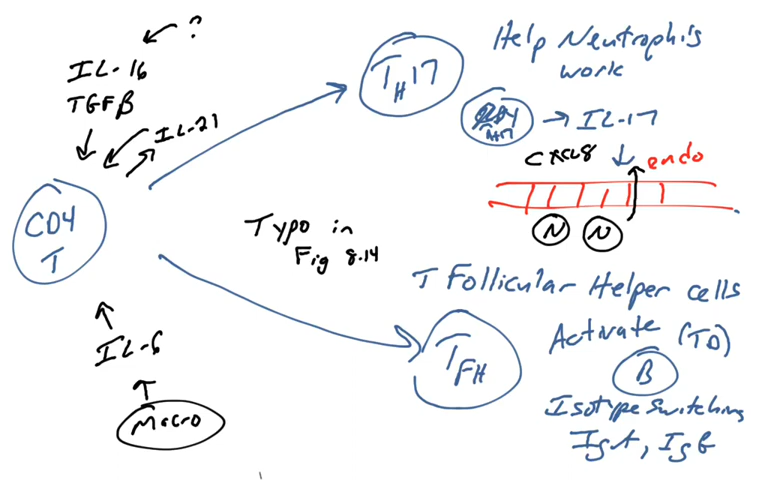 ?
IL-16
TGFβ
IL-21
CD4
T
TH17
Help Neutrophils
work
TH17
→ IL-17
CXCL8
endo
N N
Typo in
Fig 8.14
T Follicular Helper cells
TFH
Activate (TD)
B
Isotype switching
IgA, IgG
IL-6
Macro